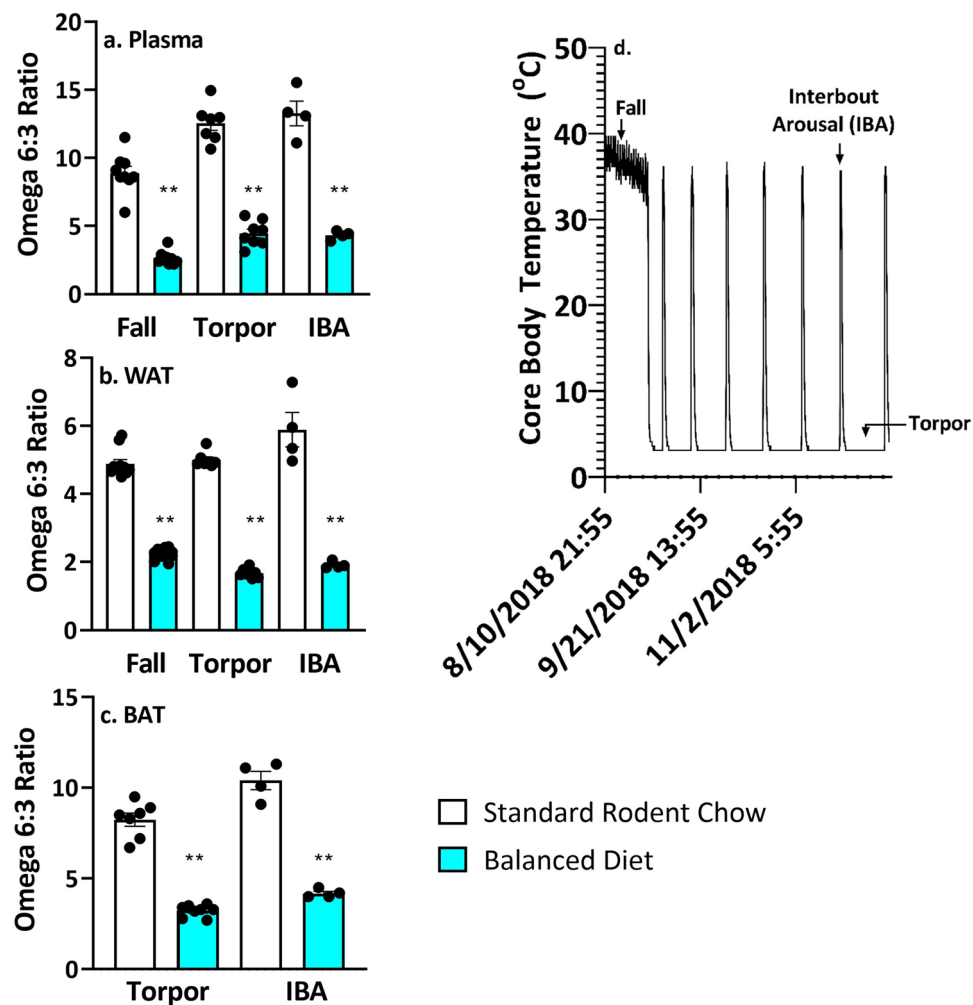 a. Plasma
Omega 6:3 Ratio
20
15
10
5
0
**
**
**
Fall Torpor IBA
b. WAT
Omega 6:3 Ratio
8
6
4
2
0
**
**
**
Fall Torpor IBA
c. BAT
Omega 6:3 Ratio
15
10
5
0
**
**
Torpor IBA
d.
Core Body Temperature (°C)
50
40
30
20
10
0
Fall
Interbout
Arousal (IBA)
Torpor
8/10/2018 21:55
9/21/2018 13:55
11/2/2018 5:55
Standard Rodent Chow
Balanced Diet